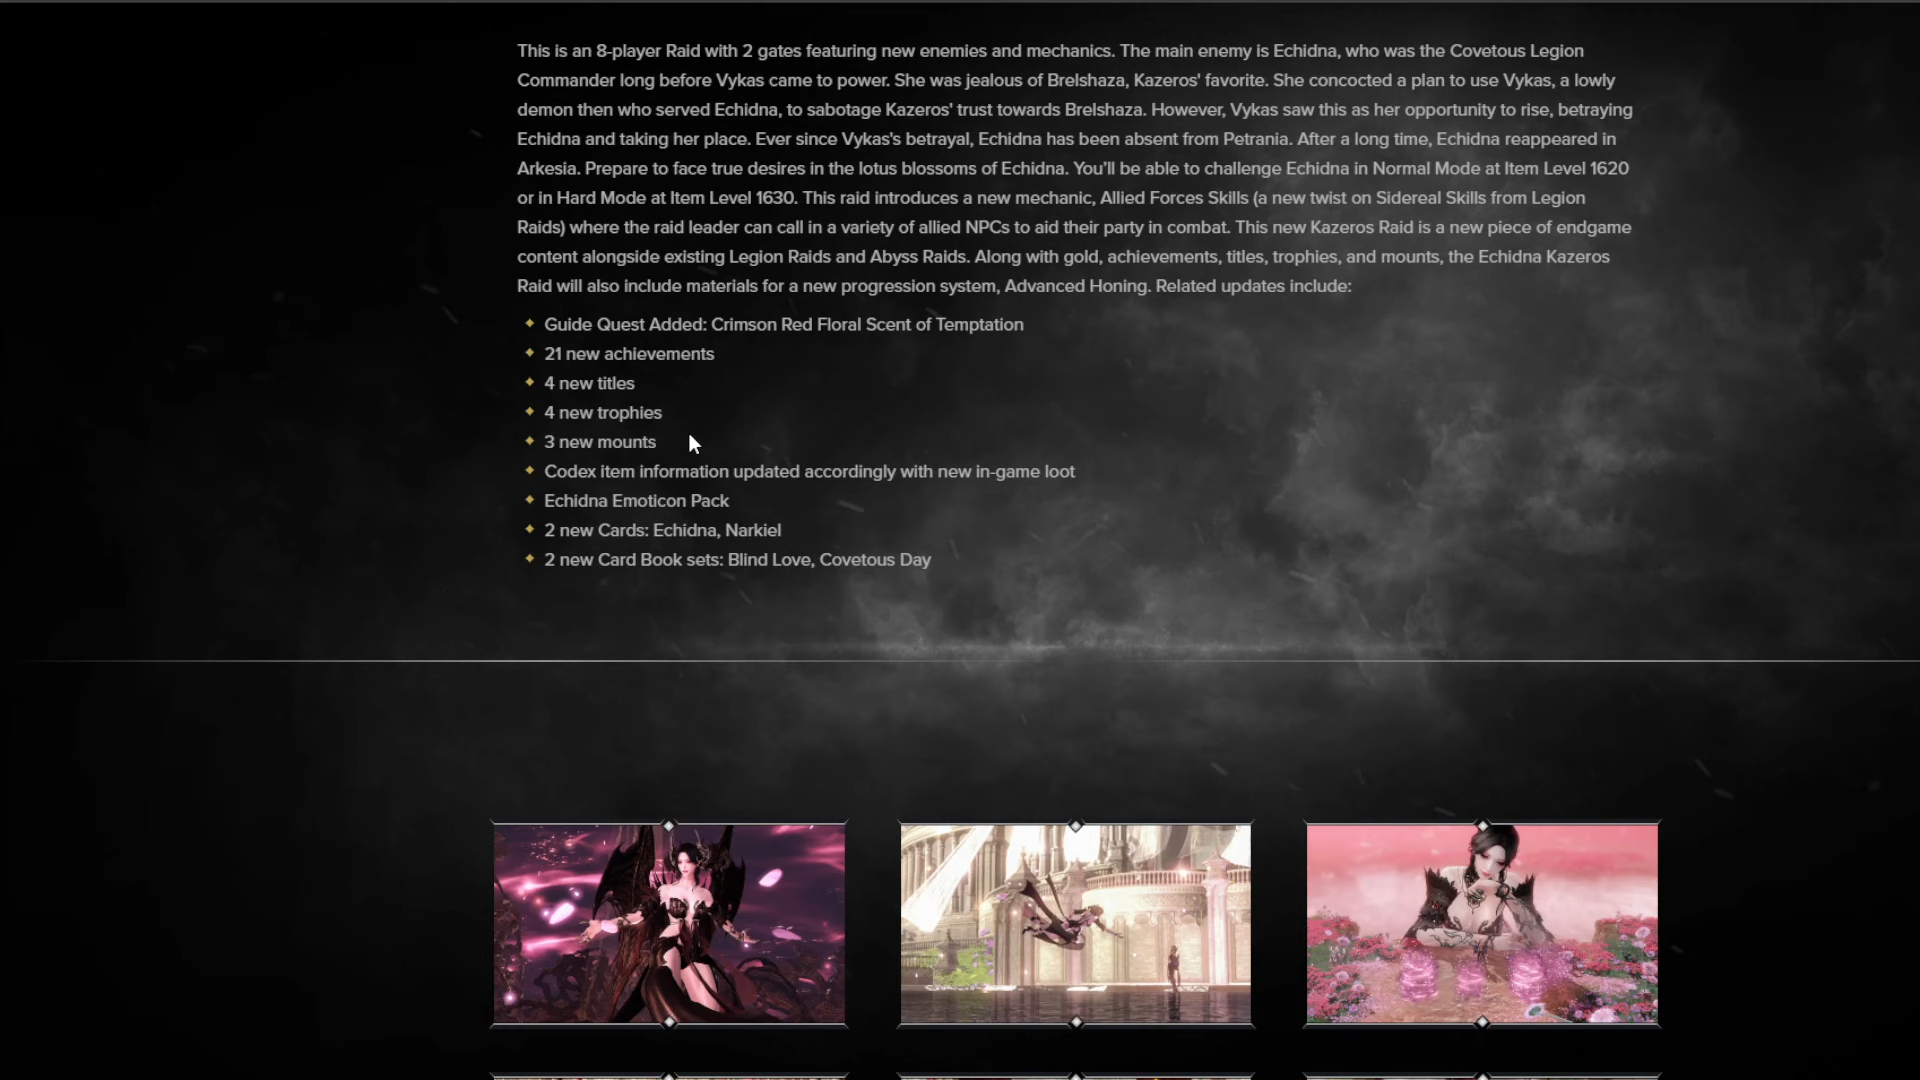 This is an 8-player Raid with 2 gates featuring new enemies and mechanics. The main enemy is Echidna, who was the Covetous Legion
Commander long before Vykas came to power. She was jealous of Brelshaza, Kazeros' favorite. She concocted a plan to use Vykas, a lowly
demon then who served Echidna, to sabotage Kazeros' trust towards Brelshaza. However, Vykas saw this as her opportunity to rise, betraying
Echidna and taking her place. Ever since Vykas's betrayal, Echidna has been absent from Petrania. After a long time, Echidna reappeared in
Arkesia. Prepare to face true desires in the lotus blossoms of Echidna. You'll be able to challenge Echidna in Normal Mode at Item Level 1620
or in Hard Mode at Item Level 1630. This raid introduces a new mechanic, Allied Forces Skills (a new twist on Sidereal Skills from Legion
Raids) where the raid leader can call in a variety of allied NPCs to aid their party in combat. This new Kazeros Raid is a new piece of endgame
content alongside existing Legion Raids and Abyss Raids. Along with gold, achievements, titles, trophies, and mounts, the Echidna Kazeros
Raid will also include materials for a new progression system, Advanced Honing. Related updates include:
Guide Quest Added: Crimson Red Floral Scent of Temptation
21 new achievements
4 new titles
4 new trophies
3 new mounts
Codex item information updated accordingly with new in-game loot
Echidna Emoticon Pack
2 new Cards: Echidna, Narkiel
2 new Card Book sets: Blind Love, Covetous Day